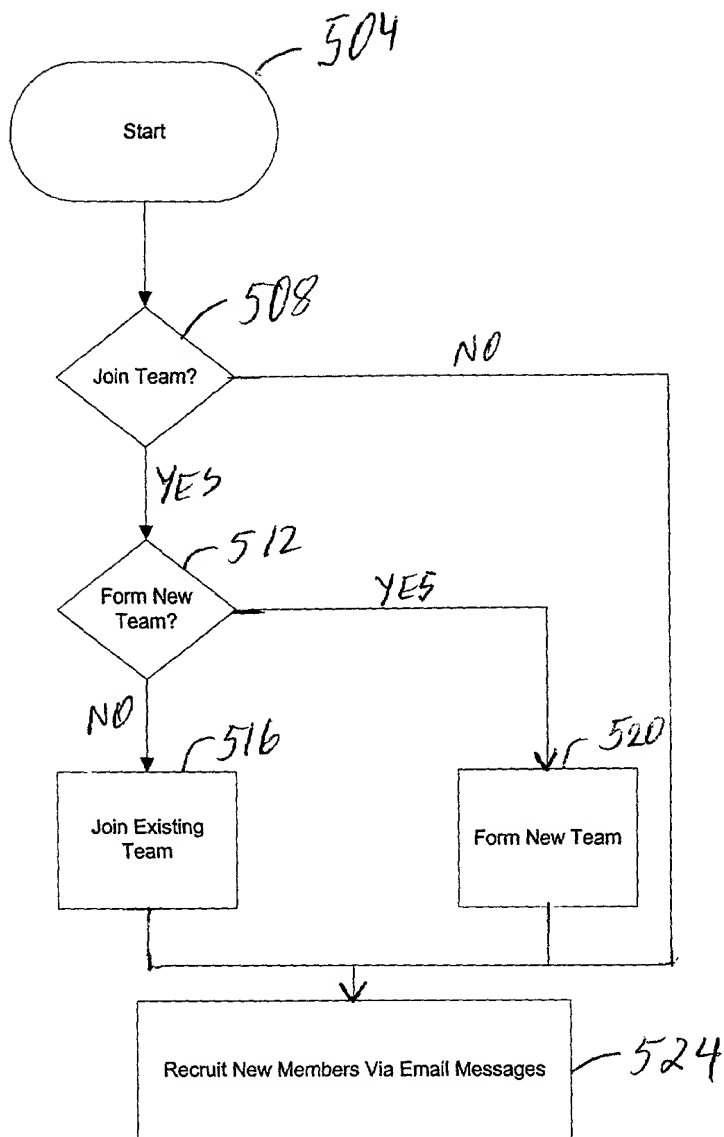 504
Start
508
NO
Join Team?
YES
512
YES
Form New
Team?
NO
516
520
Join Existing
Team
Form New Team
Recruit New Members Via Email Messages
524